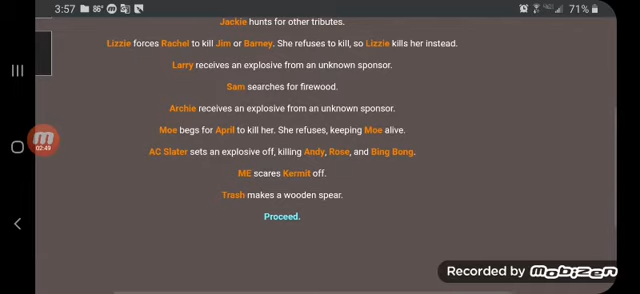 3:57 86° 71%
Jackie hunts for other tributes.
Lizzie forces Rachel to kill Jim or Barney. She refuses to kill, so Lizzie kills her instead.
Larry receives an explosive from an unknown sponsor.
Sam searches for firewood.
Archie receives an explosive from an unknown sponsor.
Moe begs for April to kill her. She refuses, keeping Moe alive.
AC Slater sets an explosive off, killing Andy, Rose, and Bing Bong.
ME scares Kermit off.
Trash makes a wooden spear.
Proceed.
02:49
Recorded by
Mobizen